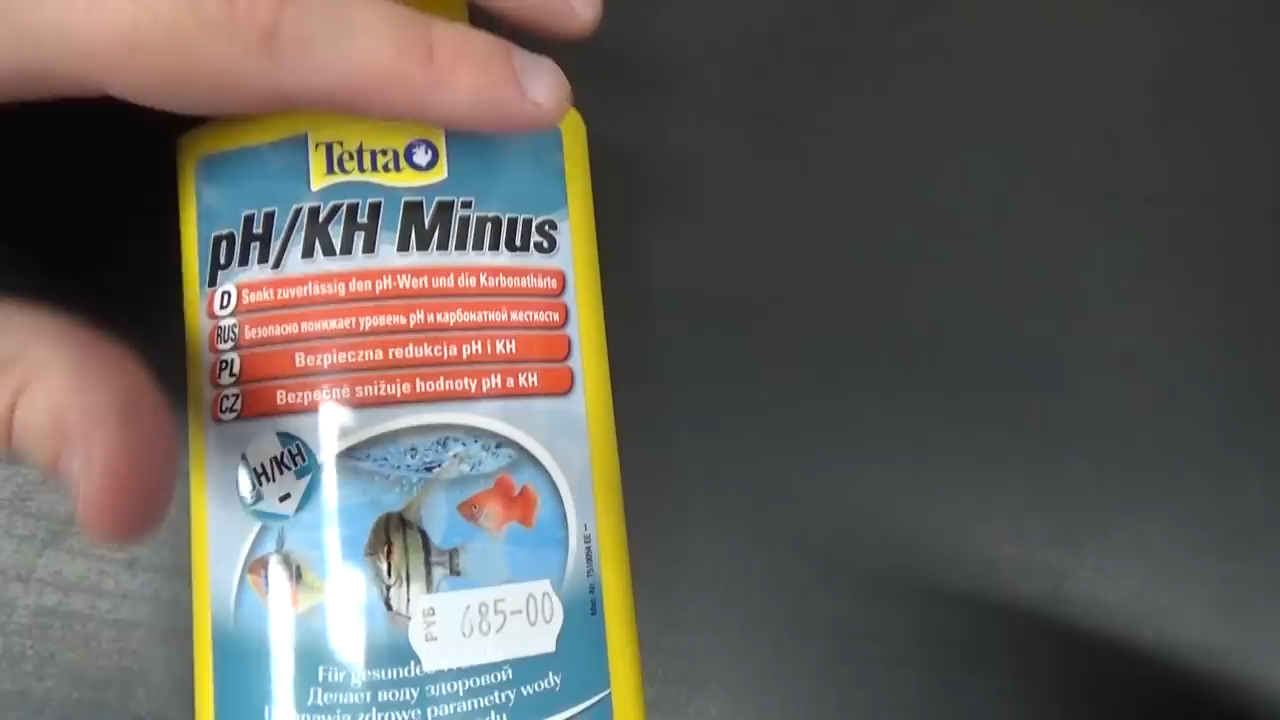 Tetra
pH/KH Minus
D Senkt zuverlässig den pH-Wert und die Karbonathärte
RUS Безопасно понижает уровень pH и карбонатной жесткости
PL Bezpieczna redukcja pH i KH
CZ Bezpečně snižuje hodnoty pH a KH
H/KH
–
РУБ 685-00
Für gesundes
Делает воду здоровой
zdrowe parametry wody